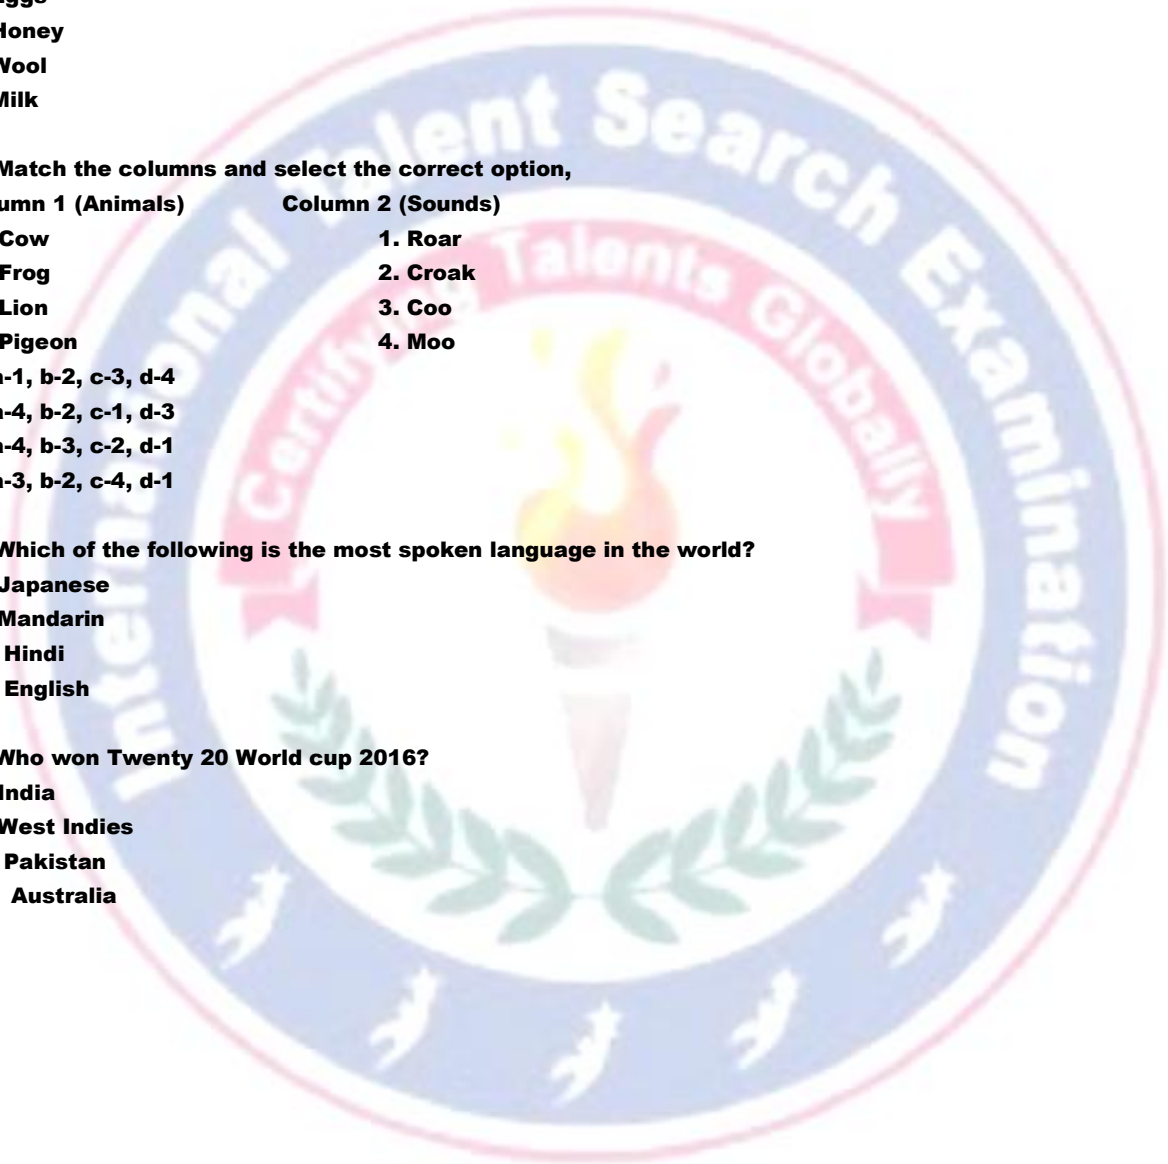 Honey
Wool
Milk
Match the columns and select the correct option,
umn 1 (Animals) Column 2 (Sounds)
Cow 1. Roar
Frog 2. Croak
Lion 3. Coo
Pigeon 4. Moo
a-1, b-2, c-3, d-4
a-4, b-2, c-1, d-3
a-4, b-3, c-2, d-1
a-3, b-2, c-4, d-1
Which of the following is the most spoken language in the world?
Japanese
Mandarin
Hindi
English
Who won Twenty 20 World cup 2016?
India
West Indies
Pakistan
Australia
International Talent Search Examination
Certifying Talents Globally